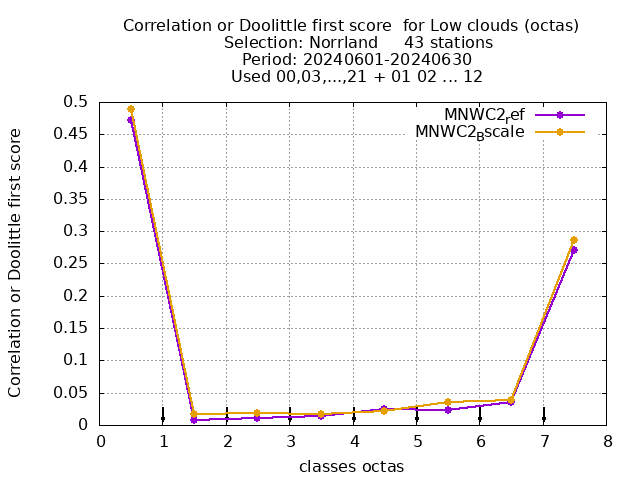 Correlation or Doolittle first score  for Low clouds (octas)
Selection: Norrland     43 stations
Period: 20240601-20240630
Used 00,03,...,21 + 01 02 ... 12
MNWC2ref
MNWC2Bscale
Correlation or Doolittle first score
0.5
0.45
0.4
0.35
0.3
0.25
0.2
0.15
0.1
0.05
0
0 1 2 3 4 5 6 7 8
classes octas